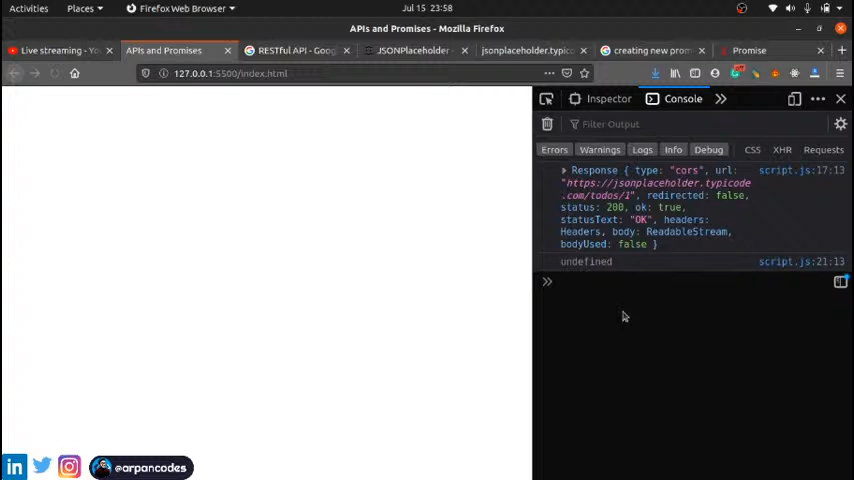 Activities Places Firefox Web Browser Jul 15 23:58
APIs and Promises - Mozilla Firefox
Live streaming - Yo APIs and Promises RESTful API - Goog JSONPlaceholder - jsonplaceholder.typico creating new prom Promise
127.0.0.1:5500/index.html
Inspector Console
Filter Output
Errors Warnings Logs Info Debug CSS XHR Requests
Response { type: "cors", url: script.js:17:13
"https://jsonplaceholder.typicode
.com/todos/1", redirected: false,
status: 200, ok: true,
statusText: "OK", headers:
Headers, body: ReadableStream,
bodyUsed: false }
undefined script.js:21:13
in @arpancodes